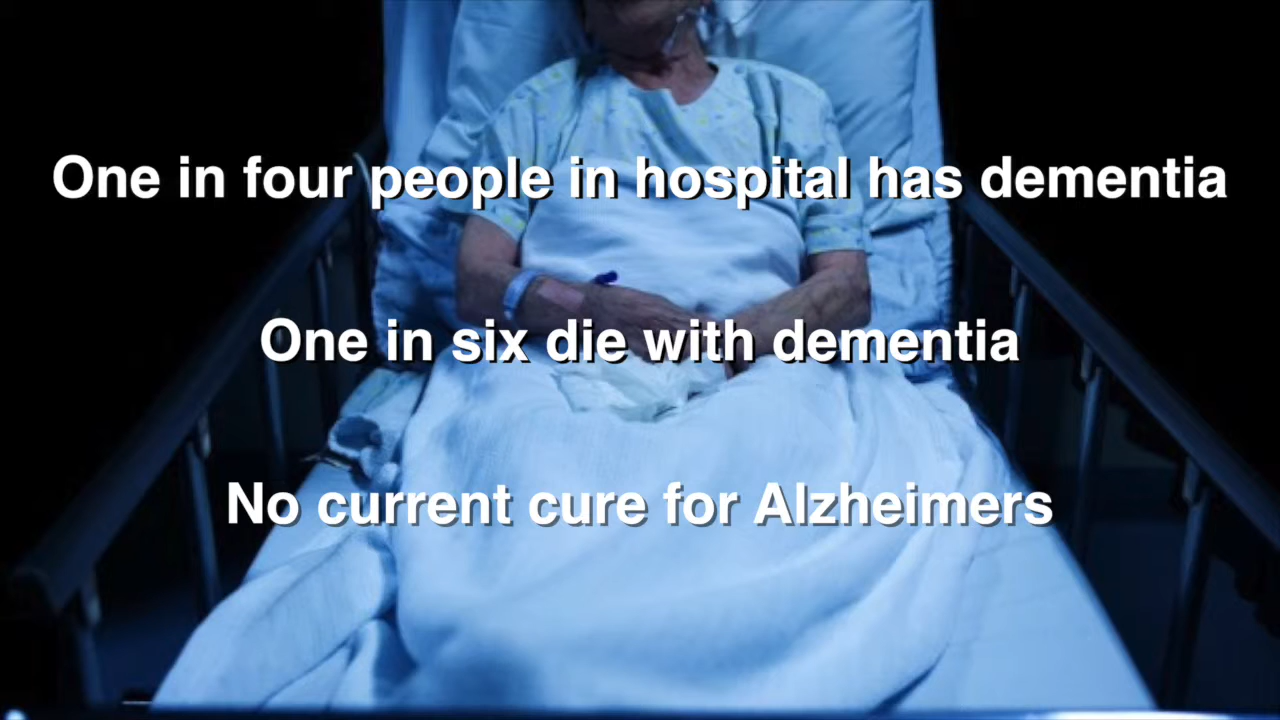 One in four people in hospital has dementia
One in six die with dementia
No current cure for Alzheimers